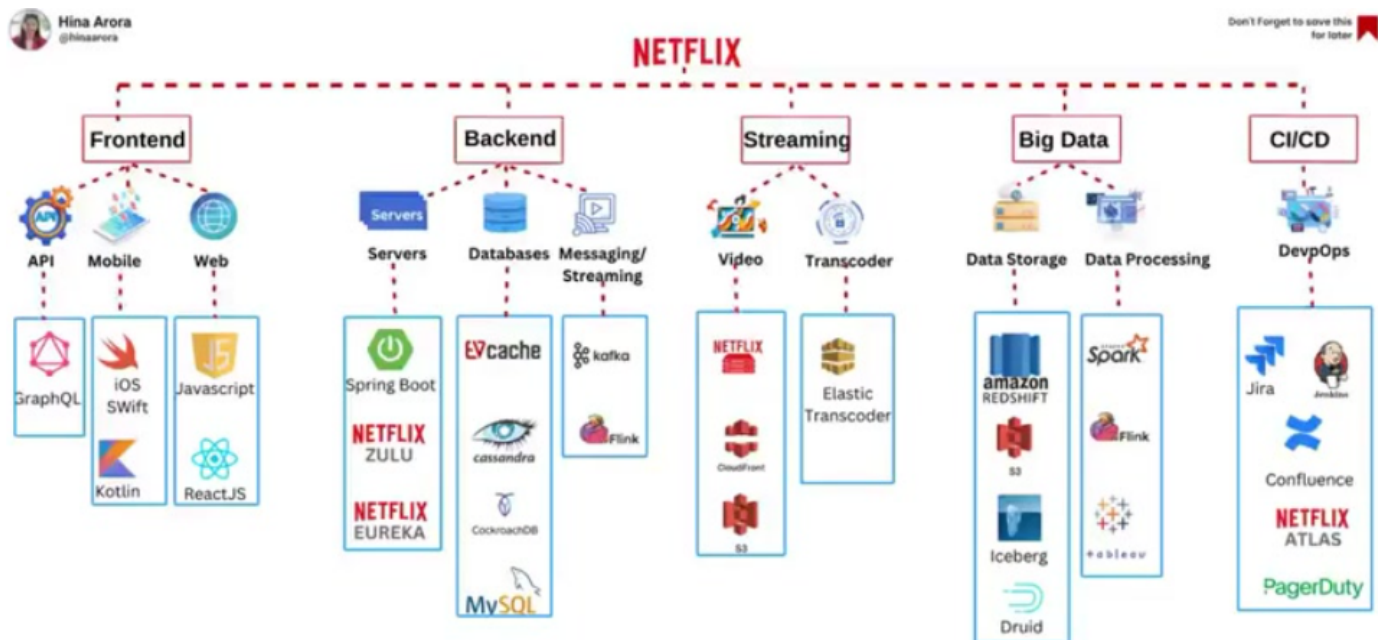 Hina Arora
@hinaarora
Don't Forget to save this
for later
NETFLIX
Frontend
Backend
Streaming
Big Data
CI/CD
API
API
Mobile
Web
Servers
Servers
Databases
Messaging/
Streaming
Video
Transcoder
Data Storage
Data Processing
DevpOps
GraphQL
iOS
SWift
Kotlin
JS
Javascript
ReactJS
Spring Boot
NETFLIX
ZULU
NETFLIX
EUREKA
EVcache
cassandra
CockroachDB
MySQL
kafka
Flink
NETFLIX
CloudFront
S3
Elastic
Transcoder
amazon
REDSHIFT
S3
Iceberg
Druid
Spark
Flink
tableau
Jira
Jenkins
Confluence
NETFLIX
ATLAS
PagerDuty